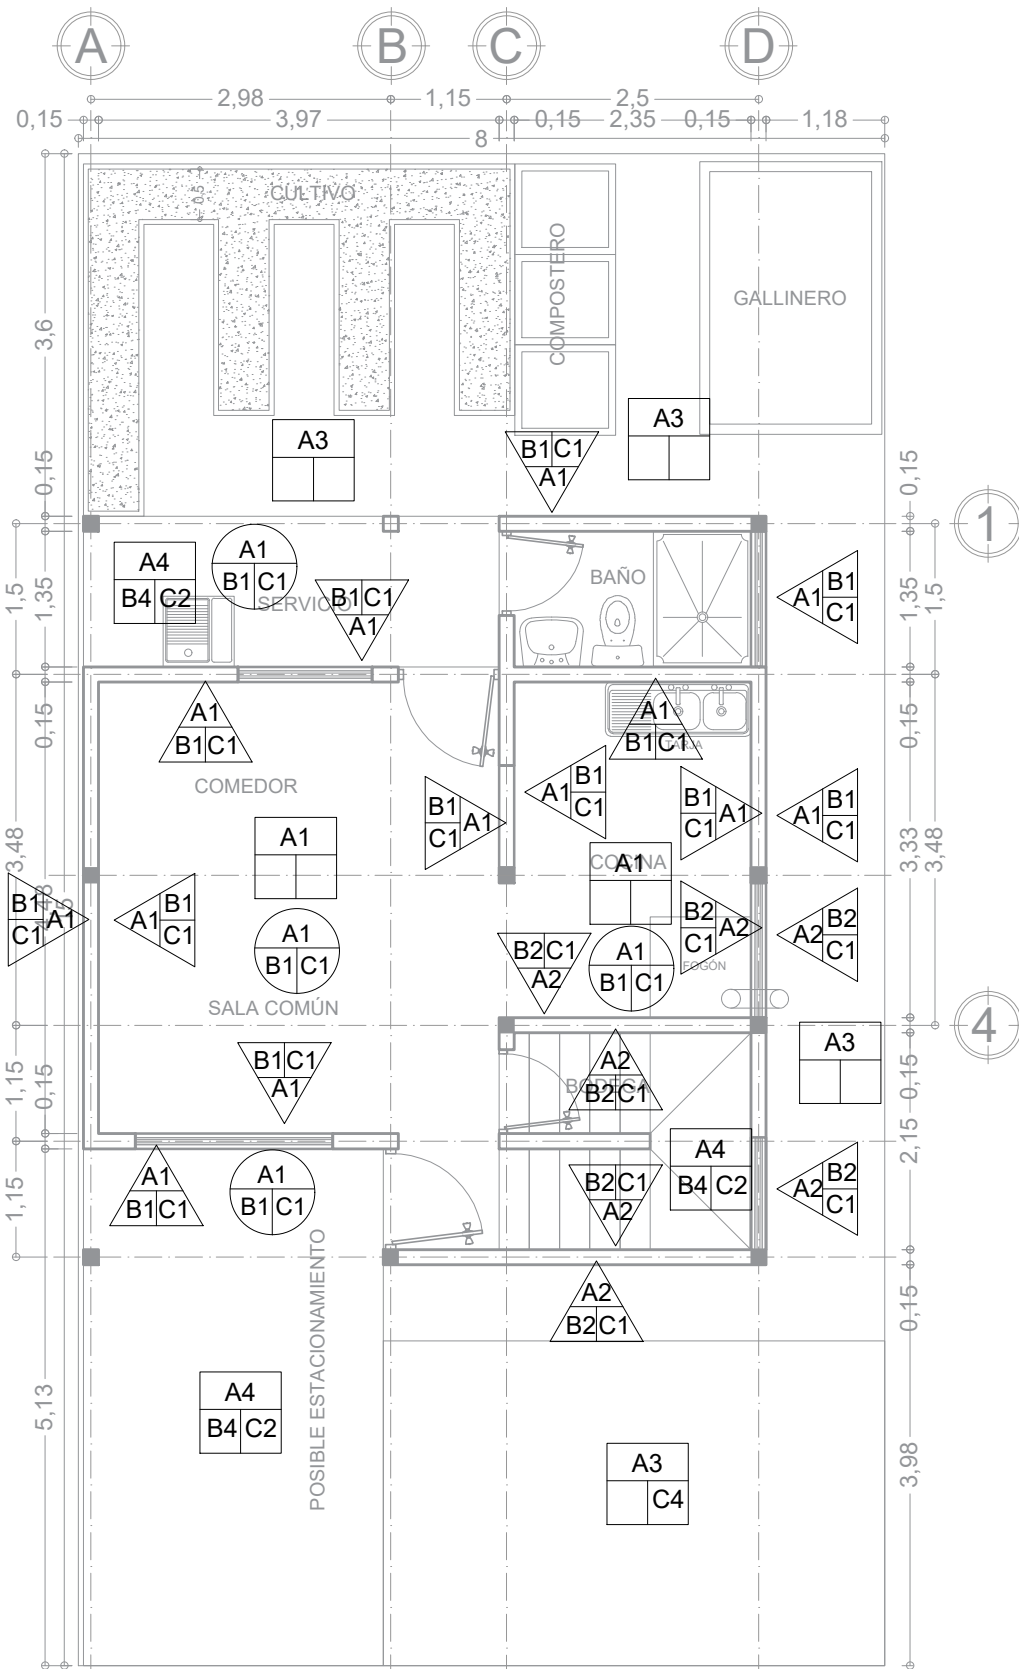 A B C D
2,98 1,15 2,5
0,15 3,97 0,15 2,35 0,15 1,18
8
CULTIVO
0,5
COMPOSTERO
GALLINERO
3,6
A3
A3
B1 C1
A1
0,15
0,15
1
A4
B4 C2
A1
B1 C1
SERVICIO
B1 C1
A1
BAÑO
A1 B1
C1
1,5
1,35
1,35
1,5
A1
B1 C1
A1
B1 C1
TARJA
0,15
0,15
COMEDOR
B1
C1 A1
A1 B1
C1
B1
C1 A1
A1 B1
C1
A1
COCINA
A1
3,48
3,33
3,48
B1
C1 A1
A1 B1
C1
B2
C1 A2
A2 B2
C1
A1
B1 C1
B2 C1
A2
A1
B1 C1
FOGÓN
SALA COMÚN
4
A3
B1 C1
A1
A2
B2 C1
BODEGA
1,15
0,15
0,15
2,15
A4
B4 C2
A1
B1 C1
A1
B1 C1
B2 C1
A2
A2 B2
C1
1,15
A2
B2 C1
0,15
POSIBLE ESTACIONAMIENTO
A4
B4 C2
5,13
A3
C4
3,98